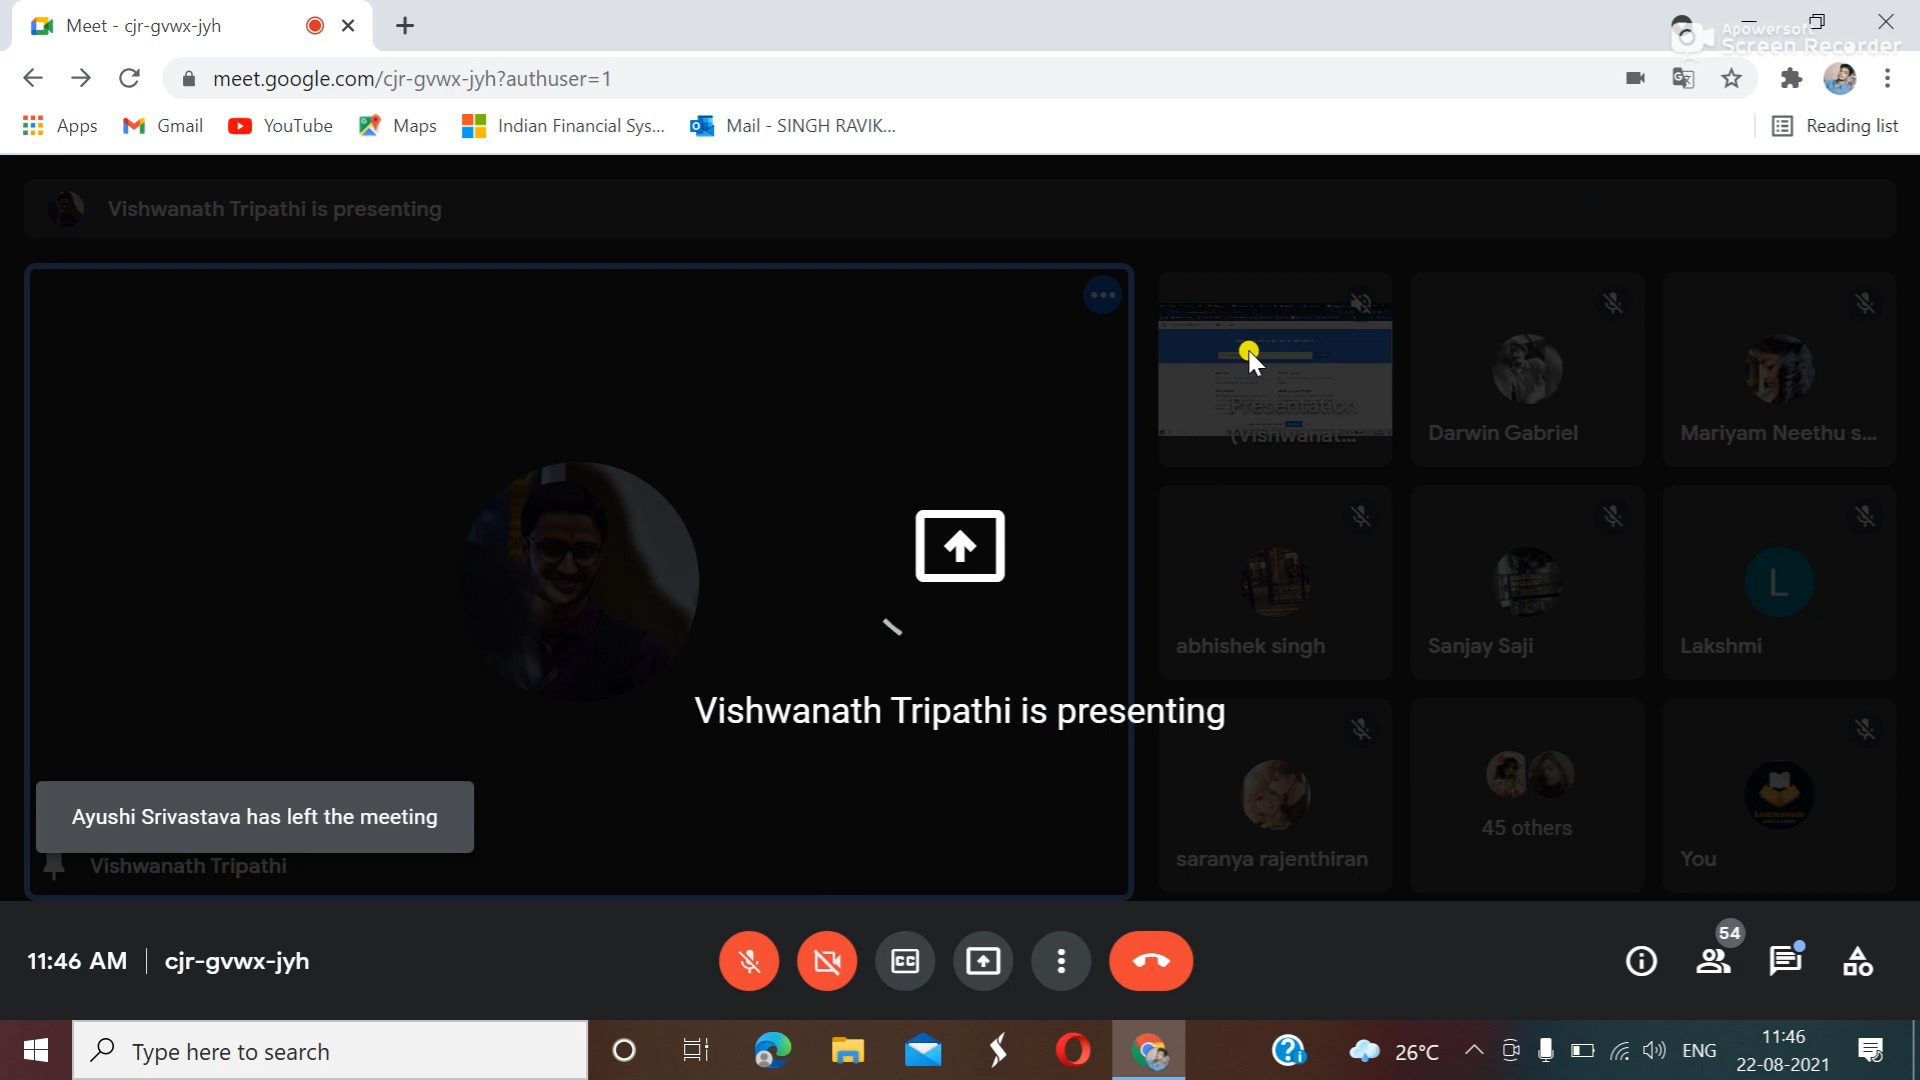 Meet - cjr-gvwx-jyh
Apowersoft
Screen Recorder
meet.google.com/cjr-gvwx-jyh?authuser=1
Apps
Gmail
YouTube
Maps
Indian Financial Sys...
Mail - SINGH RAVIK...
Reading list
Vishwanath Tripathi is presenting
Presentation
(Vishwanat...
Darwin Gabriel
Mariyam Neethu s...
abhishek singh
Sanjay Saji
L
Lakshmi
Vishwanath Tripathi is presenting
Ayushi Srivastava has left the meeting
Vishwanath Tripathi
saranya rajenthiran
45 others
Learnovate
You
11:46 AM
cjr-gvwx-jyh
CC
54
Type here to search
26°C
ENG
11:46
22-08-2021